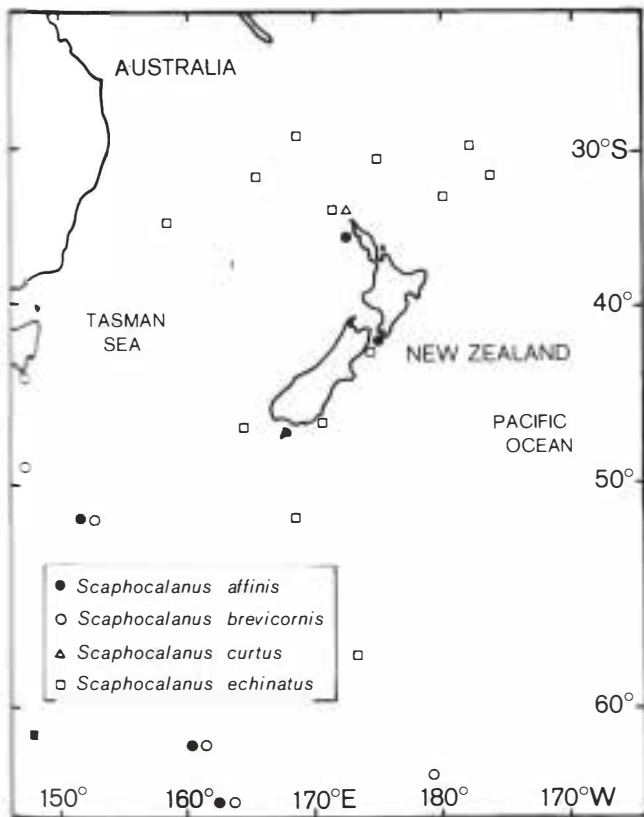 AUSTRALIA
30°S
40°
TASMAN
SEA
NEW ZEALAND
PACIFIC
OCEAN
50°
Scaphocalanus affinis
Scaphocalanus brevicornis
Scaphocalanus curtus
Scaphocalanus echinatus
60°
150° 160° 170°E 180° 170°W